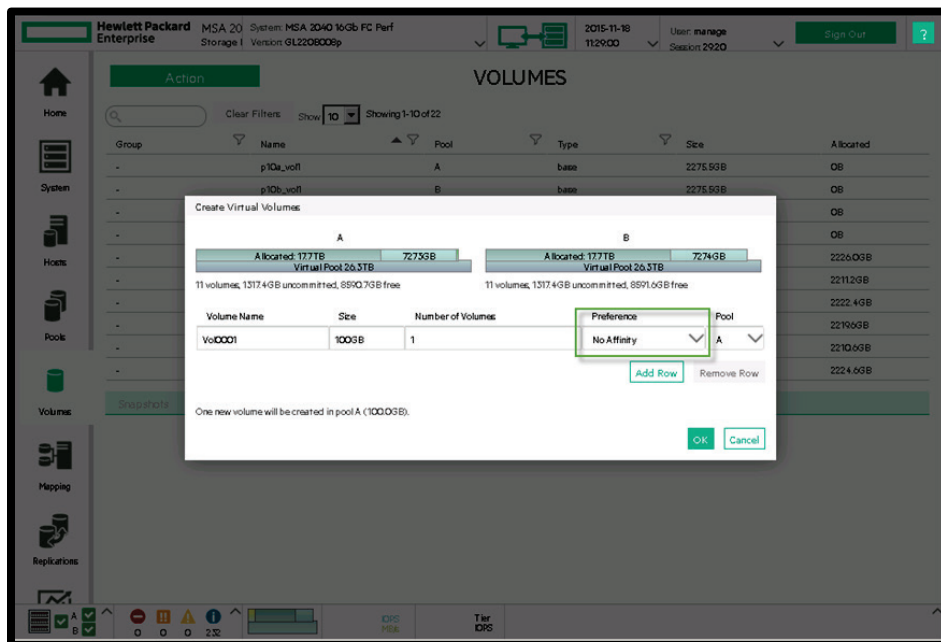 Hewlett Packard Enterprise
MSA 20
Storage
System: MSA 2040 16Gb FC Perf
Version: GL220B009p
2015-11-18
11:29:00
User: manage
Session: 2920
Sign Out
?
Action
VOLUMES
Clear Filters
Show 10
Showing 1-10 of 22
Group Name Pool Type Size Allocated
- p10a_vol1 A base 2275.5GB 0B
- p10b_vol1 B base 2275.5GB 0B
- 0B
- 0B
- 2226.0GB
- 2211.2GB
- 2222.4GB
- 2219.6GB
- 2210.6GB
- 2224.6GB
Snapshots
Home
System
Hosts
Pools
Volumes
Mapping
Replications
Create Virtual Volumes
A
Allocated: 17.7TB 7273GB
Virtual Pool 26.3TB
11 volumes, 1317.4GB uncommitted, 8590.7GB free
B
Allocated: 17.7TB 7274GB
Virtual Pool 26.3TB
11 volumes, 1317.4GB uncommitted, 8591.6GB free
Volume Name Size Number of Volumes Preference Pool
Vol0001 100GB 1 No Affinity A
Add Row Remove Row
One new volume will be created in pool A (100.0GB).
OK Cancel
A
B
0 0 0 232
IOPS
MB/s
Tier
IOPS